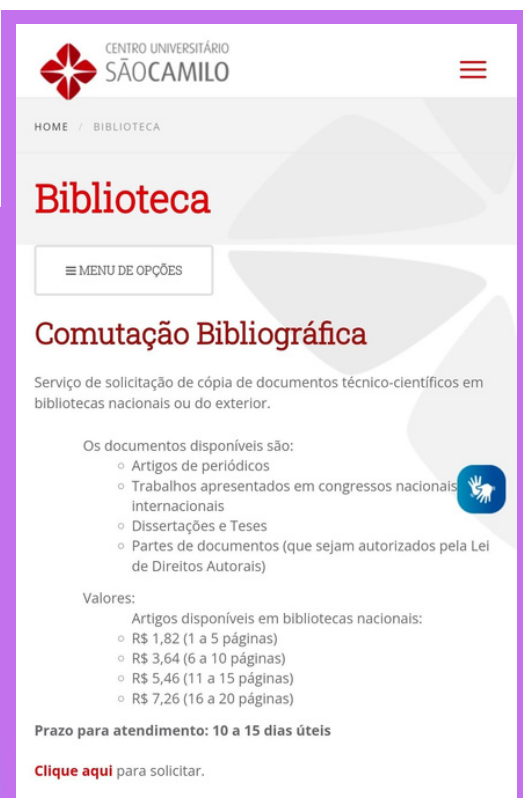 CENTRO UNIVERSITÁRIO
SÃOCAMILO
HOME / BIBLIOTECA
Biblioteca
≡ MENU DE OPÇÕES
Comutação Bibliográfica
Serviço de solicitação de cópia de documentos técnico-científicos em
bibliotecas nacionais ou do exterior.
Os documentos disponíveis são:
◦ Artigos de periódicos
◦ Trabalhos apresentados em congressos nacionais
internacionais
◦ Dissertações e Teses
◦ Partes de documentos (que sejam autorizados pela Lei
de Direitos Autorais)
Valores:
Artigos disponíveis em bibliotecas nacionais:
◦ R$ 1,82 (1 a 5 páginas)
◦ R$ 3,64 (6 a 10 páginas)
◦ R$ 5,46 (11 a 15 páginas)
◦ R$ 7,26 (16 a 20 páginas)
Prazo para atendimento: 10 a 15 dias úteis
Clique aqui para solicitar.